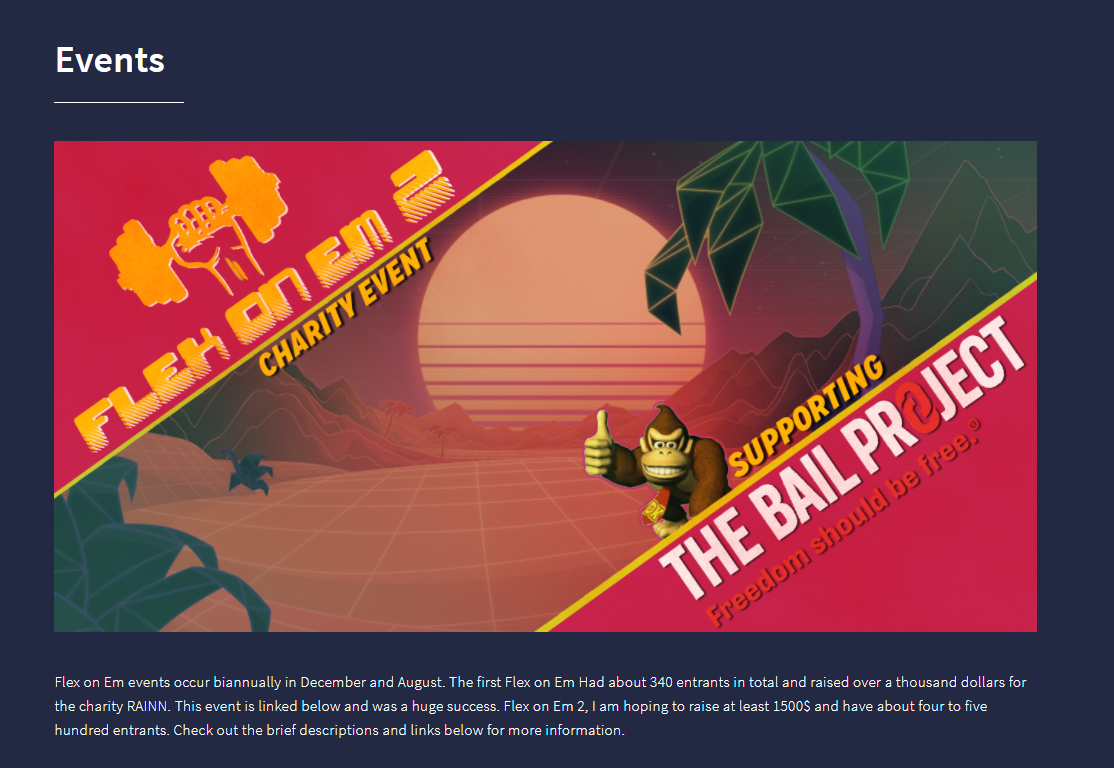 Events
FLEX ON EM 2
CHARITY EVENT
SUPPORTING
THE BAIL PROJECT
Freedom should be free.®
DK
Flex on Em events occur biannually in December and August. The first Flex on Em Had about 340 entrants in total and raised over a thousand dollars for
the charity RAINN. This event is linked below and was a huge success. Flex on Em 2, I am hoping to raise at least 1500$ and have about four to five
hundred entrants. Check out the brief descriptions and links below for more information.